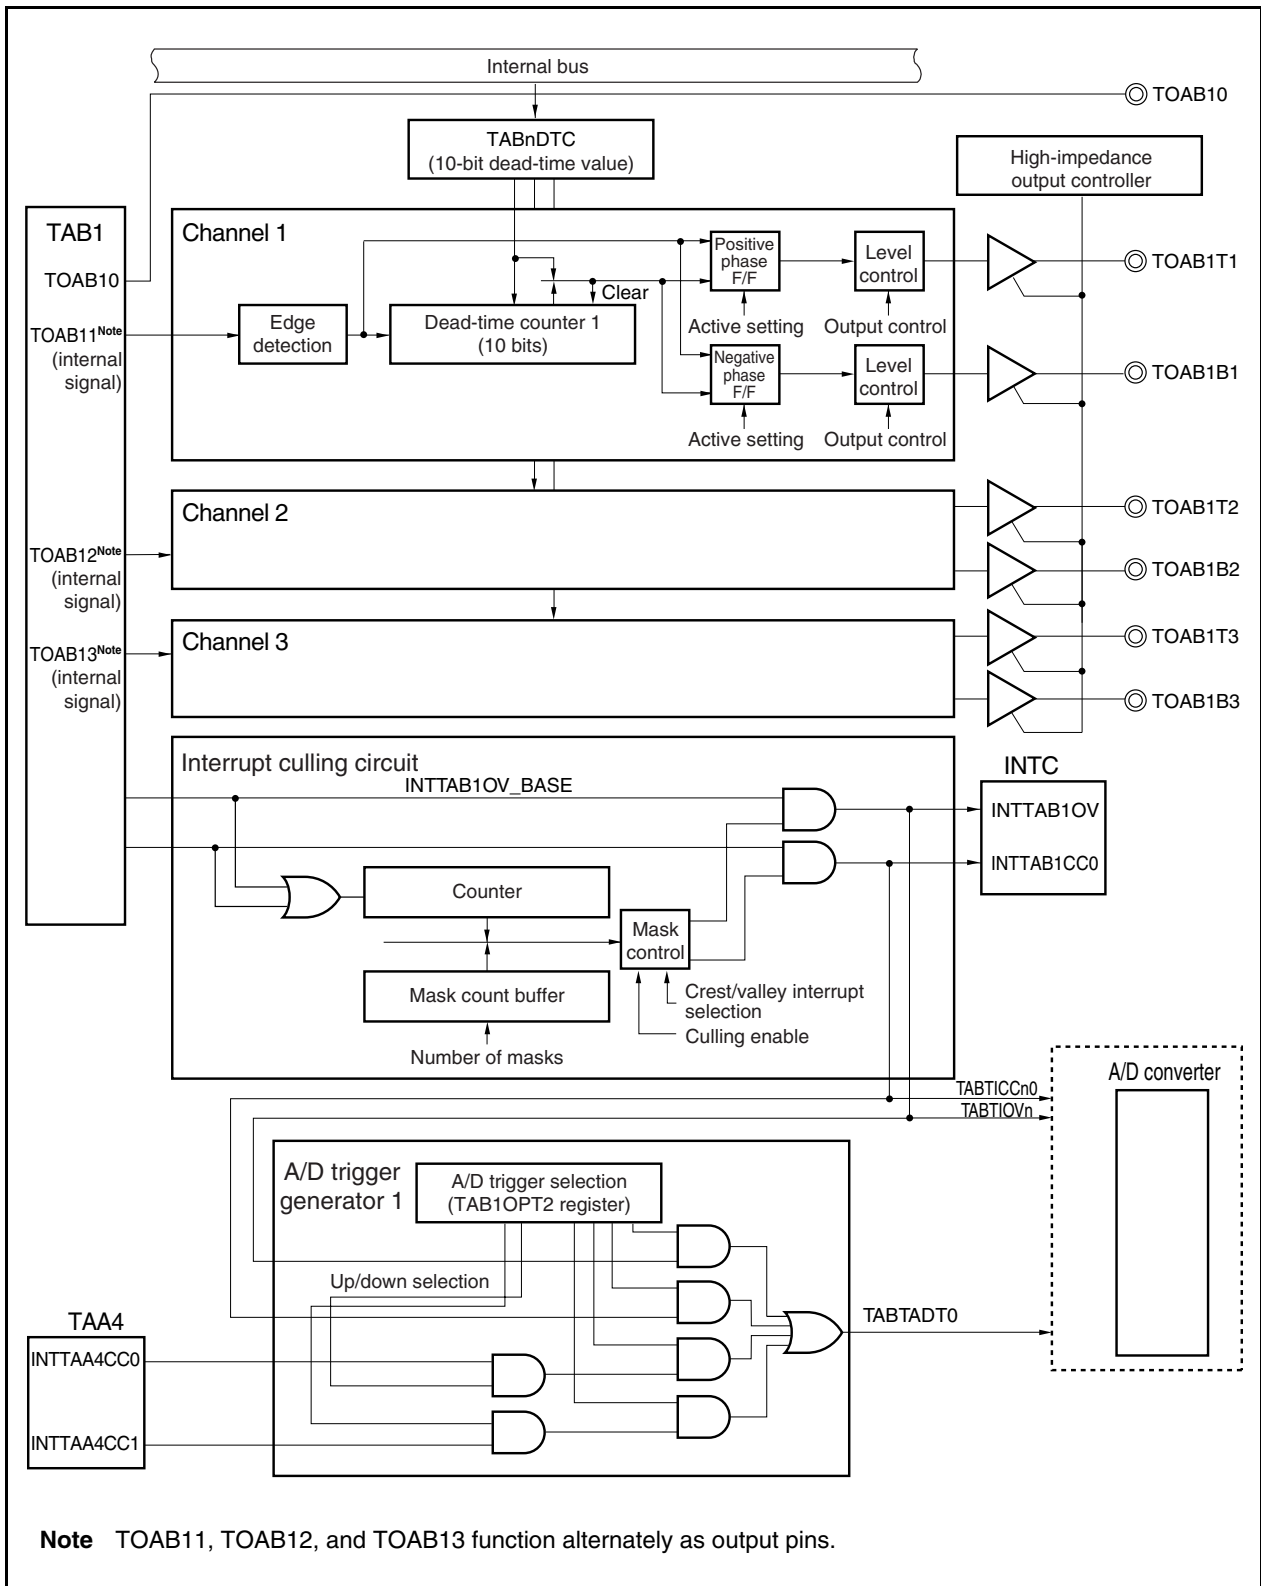 Internal bus
TOAB10
TABnDTC
(10-bit dead-time value)
High-impedance
output controller
TAB1
TOAB10
TOAB11Note
(internal
signal)
TOAB12Note
(internal
signal)
TOAB13Note
(internal
signal)
Channel 1
Edge
detection
Dead-time counter 1
(10 bits)
Clear
Positive
phase
F/F
Level
control
Active setting
Output control
Negative
phase
F/F
Level
control
Active setting
Output control
TOAB1T1
TOAB1B1
Channel 2
TOAB1T2
TOAB1B2
Channel 3
TOAB1T3
TOAB1B3
Interrupt culling circuit
INTTAB1OV_BASE
Counter
Mask
control
Mask count buffer
Number of masks
Crest/valley interrupt
selection
Culling enable
INTC
INTTAB1OV
INTTAB1CC0
TABTICCn0
TABTIOVn
A/D converter
A/D trigger
generator 1
A/D trigger selection
(TAB1OPT2 register)
Up/down selection
TABTADT0
TAA4
INTTAA4CC0
INTTAA4CC1
Note TOAB11, TOAB12, and TOAB13 function alternately as output pins.